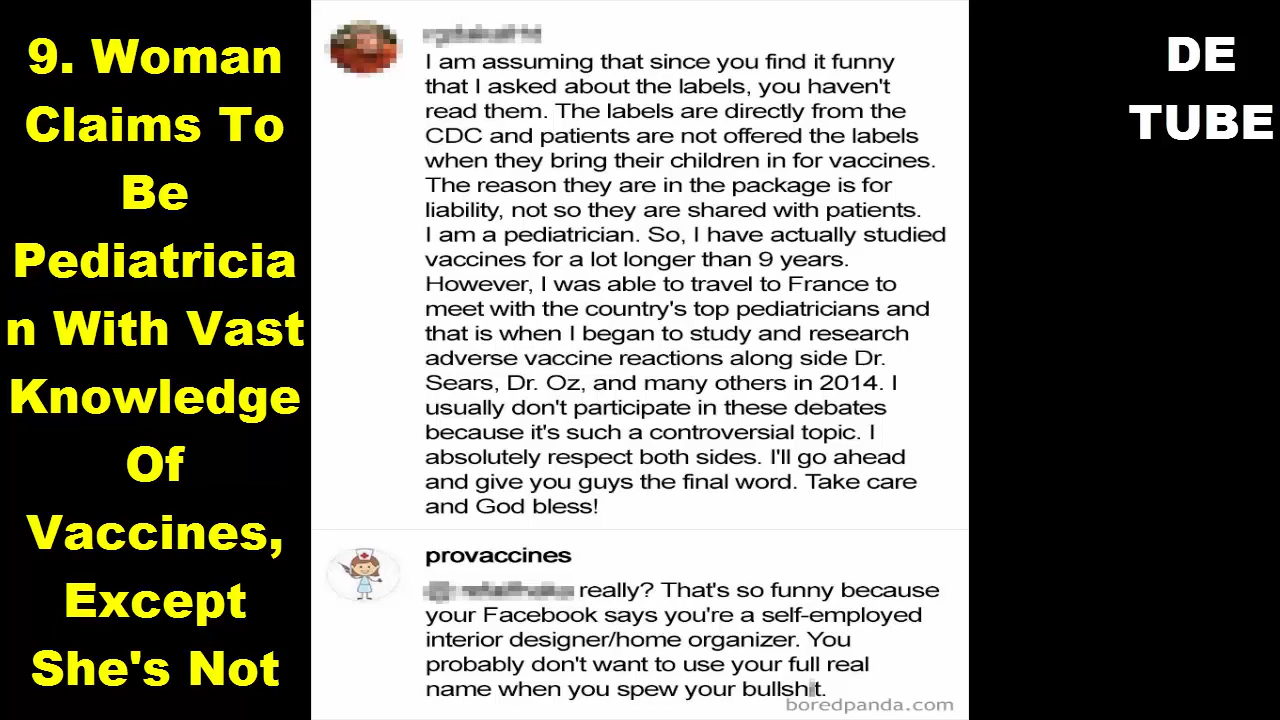 9. Woman
Claims To
Be
Pediatricia
n With Vast
Knowledge
Of
Vaccines,
Except
She's Not
I am assuming that since you find it funny
that I asked about the labels, you haven't
read them. The labels are directly from the
CDC and patients are not offered the labels
when they bring their children in for vaccines.
The reason they are in the package is for
liability, not so they are shared with patients.
I am a pediatrician. So, I have actually studied
vaccines for a lot longer than 9 years.
However, I was able to travel to France to
meet with the country's top pediatricians and
that is when I began to study and research
adverse vaccine reactions along side Dr.
Sears, Dr. Oz, and many others in 2014. I
usually don't participate in these debates
because it's such a controversial topic. I
absolutely respect both sides. I'll go ahead
and give you guys the final word. Take care
and God bless!
provaccines
really? That's so funny because
your Facebook says you're a self-employed
interior designer/home organizer. You
probably don't want to use your full real
name when you spew your bullshit.
boredpanda.com
DE
TUBE